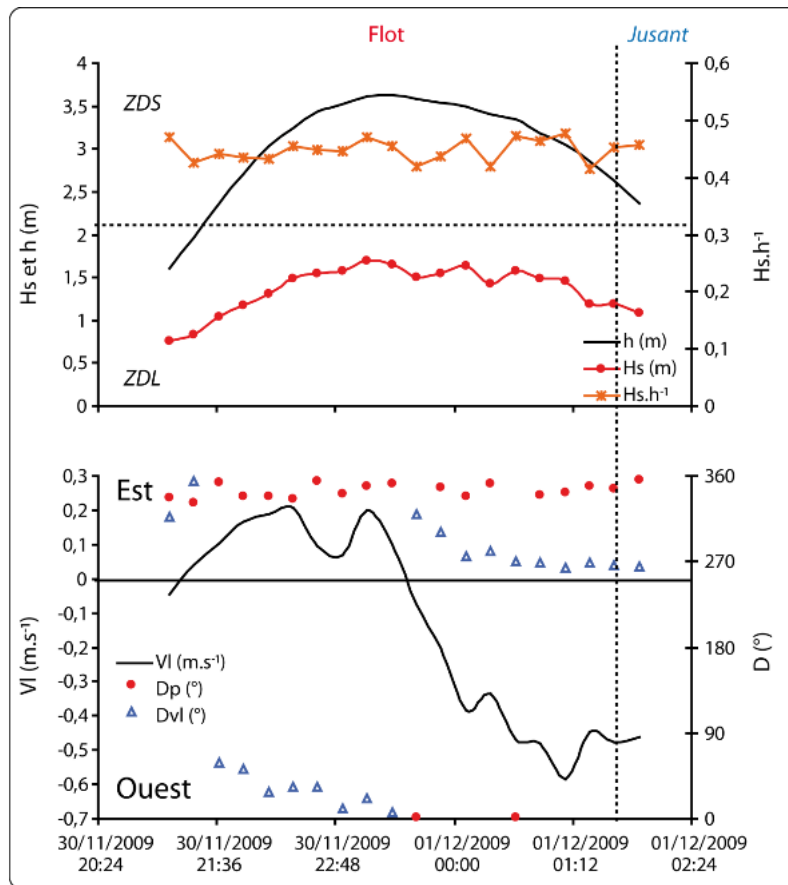 Flot
Jusant
4
3,5
3
2,5
2
1,5
1
0,5
0
Hs et h (m)
ZDS
ZDL
0,6
0,5
0,4
0,3
0,2
0,1
0
Hs.h⁻¹
h (m)
Hs (m)
Hs.h⁻¹
0,3
0,2
0,1
0
-0,1
-0,2
-0,3
-0,4
-0,5
-0,6
-0,7
Vl (m.s⁻¹)
Est
Ouest
Vl (m.s⁻¹)
Dp (°)
Dvl (°)
360
270
180
90
0
D (°)
30/11/2009 30/11/2009 30/11/2009 01/12/2009 01/12/2009 01/12/2009
20:24 21:36 22:48 00:00 01:12 02:24